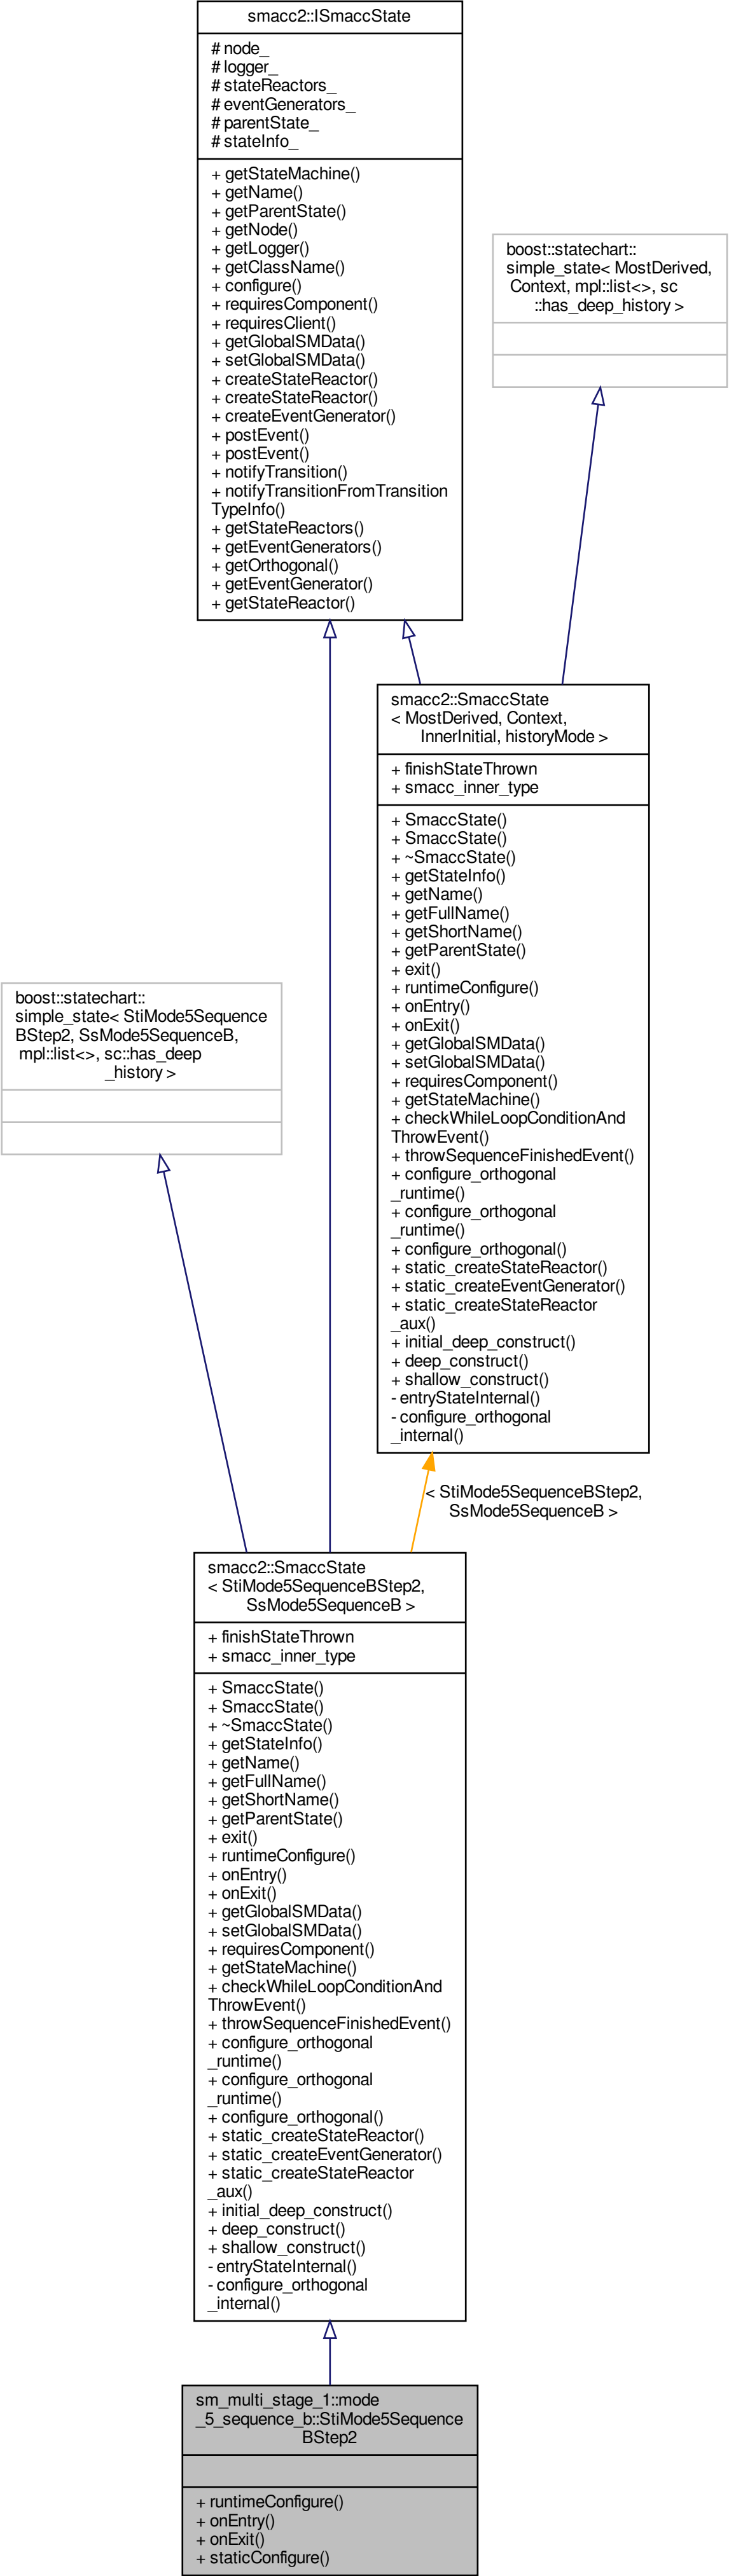 smacc2::ISmaccState
# node_
# logger_
# stateReactors_
# eventGenerators_
# parentState_
# stateInfo_
+ getStateMachine()
+ getName()
+ getParentState()
+ getNode()
+ getLogger()
+ getClassName()
+ configure()
+ requiresComponent()
+ requiresClient()
+ getGlobalSMData()
+ setGlobalSMData()
+ createStateReactor()
+ createStateReactor()
+ createEventGenerator()
+ postEvent()
+ postEvent()
+ notifyTransition()
+ notifyTransitionFromTransition
TypeInfo()
+ getStateReactors()
+ getEventGenerators()
+ getOrthogonal()
+ getEventGenerator()
+ getStateReactor()
boost::statechart::
simple_state< MostDerived,
Context, mpl::list<>, sc
::has_deep_history >
smacc2::SmaccState
< MostDerived, Context,
InnerInitial, historyMode >
+ finishStateThrown
+ smacc_inner_type
+ SmaccState()
+ SmaccState()
+ ~SmaccState()
+ getStateInfo()
+ getName()
+ getFullName()
+ getShortName()
+ getParentState()
+ exit()
+ runtimeConfigure()
+ onEntry()
+ onExit()
+ getGlobalSMData()
+ setGlobalSMData()
+ requiresComponent()
+ getStateMachine()
+ checkWhileLoopConditionAnd
ThrowEvent()
+ throwSequenceFinishedEvent()
+ configure_orthogonal
_runtime()
+ configure_orthogonal
_runtime()
+ configure_orthogonal()
+ static_createStateReactor()
+ static_createEventGenerator()
+ static_createStateReactor
_aux()
+ initial_deep_construct()
+ deep_construct()
+ shallow_construct()
- entryStateInternal()
- configure_orthogonal
_internal()
boost::statechart::
simple_state< StiMode5Sequence
BStep2, SsMode5SequenceB,
mpl::list<>, sc::has_deep
_history >
< StiMode5SequenceBStep2,
SsMode5SequenceB >
smacc2::SmaccState
< StiMode5SequenceBStep2,
SsMode5SequenceB >
+ finishStateThrown
+ smacc_inner_type
+ SmaccState()
+ SmaccState()
+ ~SmaccState()
+ getStateInfo()
+ getName()
+ getFullName()
+ getShortName()
+ getParentState()
+ exit()
+ runtimeConfigure()
+ onEntry()
+ onExit()
+ getGlobalSMData()
+ setGlobalSMData()
+ requiresComponent()
+ getStateMachine()
+ checkWhileLoopConditionAnd
ThrowEvent()
+ throwSequenceFinishedEvent()
+ configure_orthogonal
_runtime()
+ configure_orthogonal
_runtime()
+ configure_orthogonal()
+ static_createStateReactor()
+ static_createEventGenerator()
+ static_createStateReactor
_aux()
+ initial_deep_construct()
+ deep_construct()
+ shallow_construct()
- entryStateInternal()
- configure_orthogonal
_internal()
sm_multi_stage_1::mode
_5_sequence_b::StiMode5Sequence
BStep2
+ runtimeConfigure()
+ onEntry()
+ onExit()
+ staticConfigure()